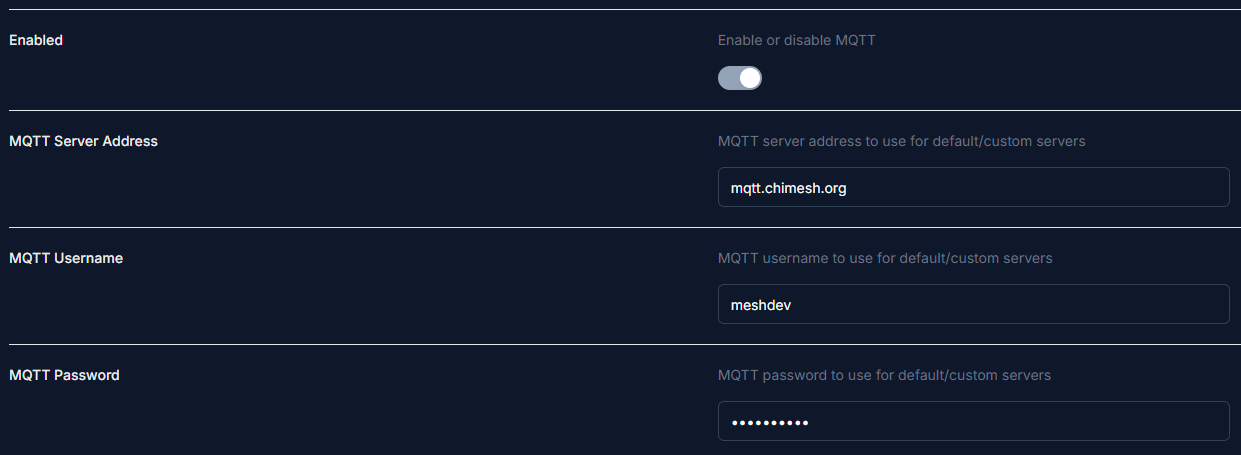 Enabled
Enable or disable MQTT
MQTT Server Address
MQTT server address to use for default/custom servers
mqtt.chimesh.org
MQTT Username
MQTT username to use for default/custom servers
meshdev
MQTT Password
MQTT password to use for default/custom servers
••••••••••